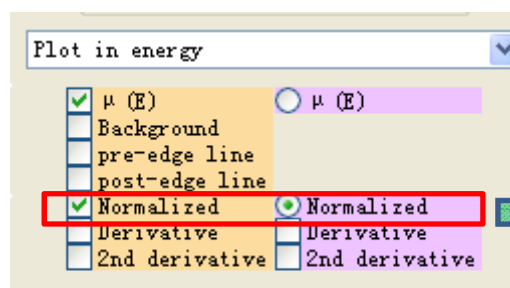 Plot in energy
μ (E) μ (E)
Background
pre-edge line
post-edge line
Normalized Normalized
Derivative Derivative
2nd derivative 2nd derivative